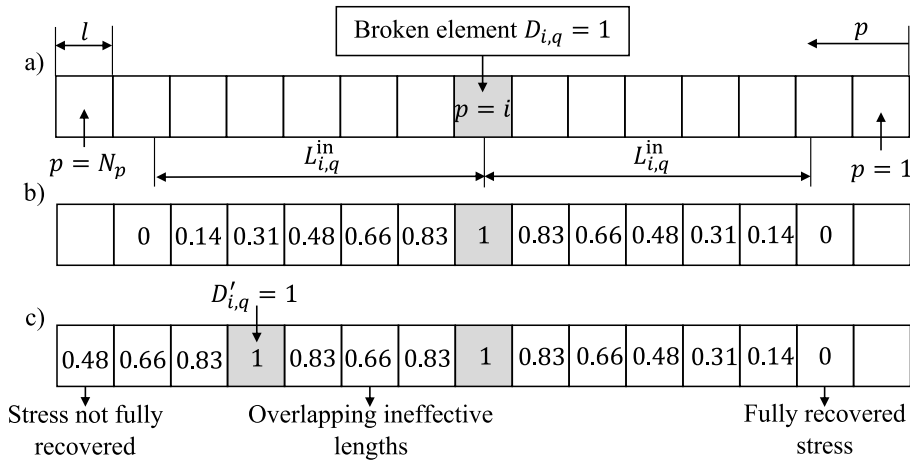 Broken element D_{i,q} = 1
l
p
a)
p = i
p = N_p
L^{in}_{i,q}
L^{in}_{i,q}
p = 1
b)
0 0.14 0.31 0.48 0.66 0.83 1 0.83 0.66 0.48 0.31 0.14 0
D'_{i,q} = 1
c)
0.48 0.66 0.83 1 0.83 0.66 0.83 1 0.83 0.66 0.48 0.31 0.14 0
Stress not fully
recovered
Overlapping ineffective
lengths
Fully recovered
stress